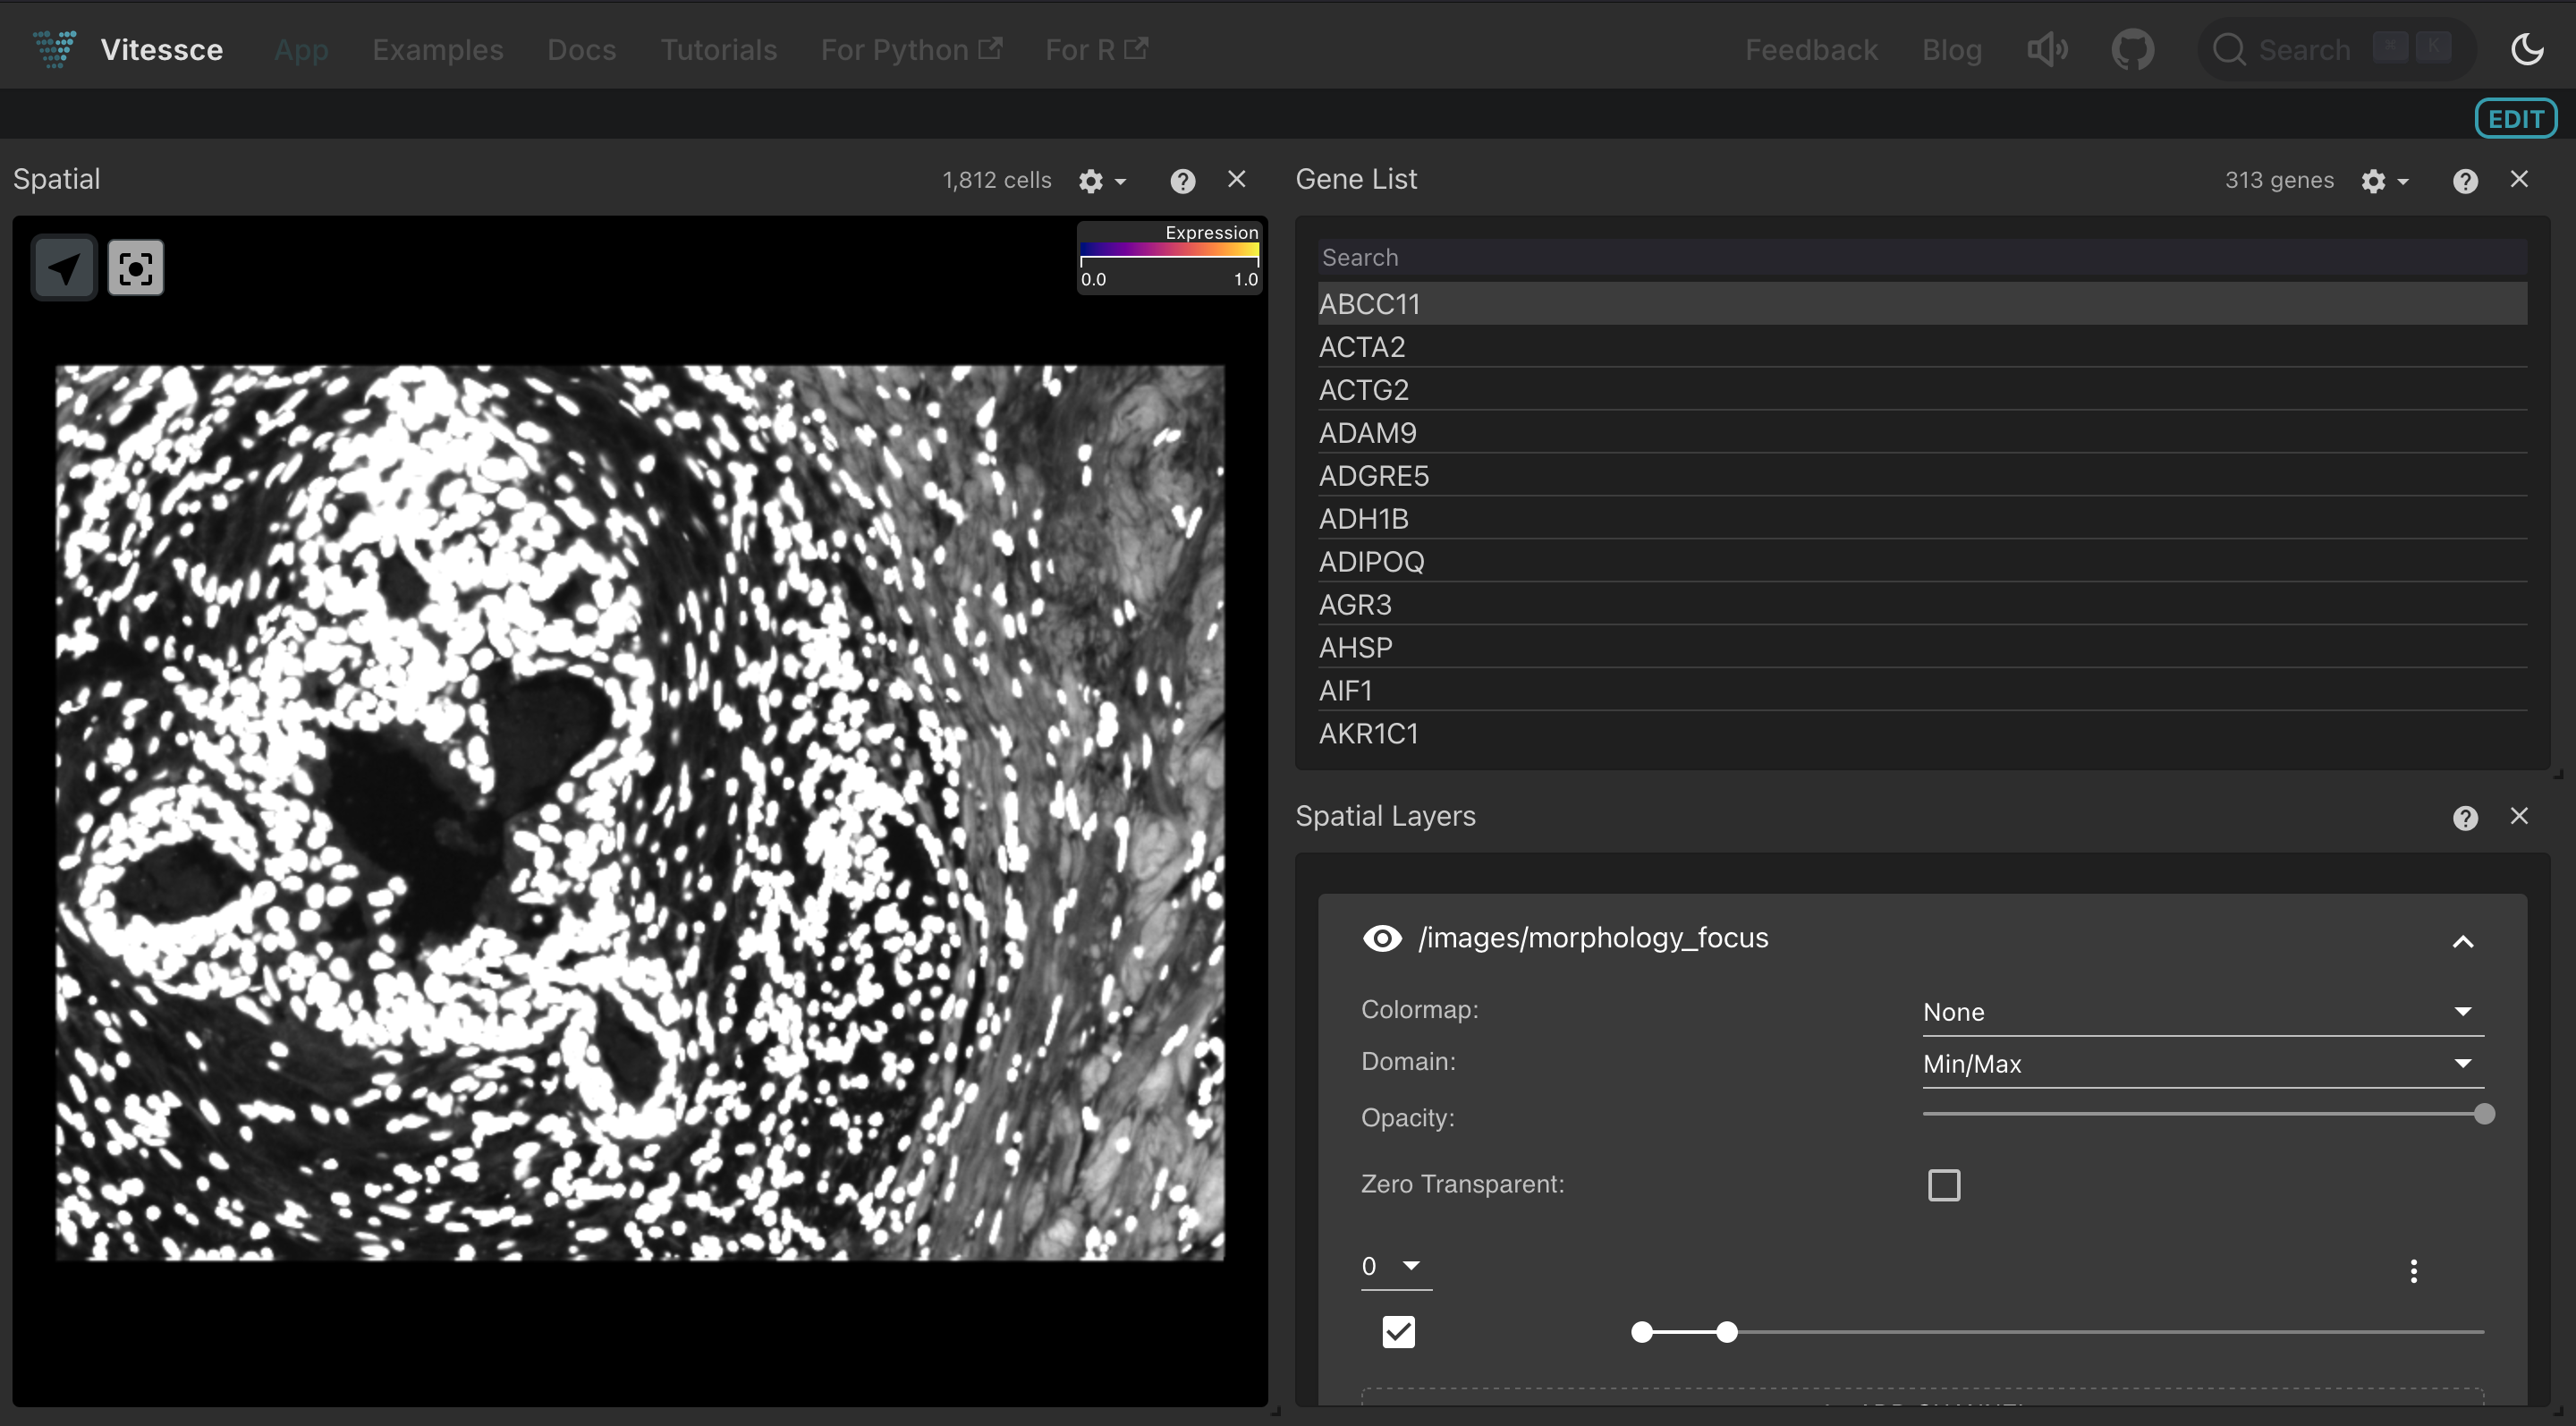 Vitessce App Examples Docs Tutorials For Python For R Feedback Blog Search ⌘ K
EDIT
Spatial 1,812 cells
Expression
0.0 1.0
Gene List 313 genes
Search
ABCC11
ACTA2
ACTG2
ADAM9
ADGRE5
ADH1B
ADIPOQ
AGR3
AHSP
AIF1
AKR1C1
Spatial Layers
/images/morphology_focus
Colormap: None
Domain: Min/Max
Opacity:
Zero Transparent:
0